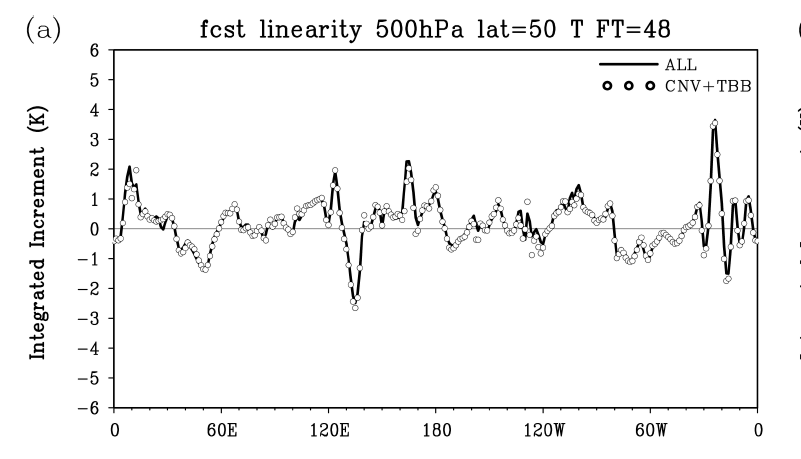 (a)
fcst linearity 500hPa lat=50 T FT=48
ALL
CNV+TBB
Integrated Increment (K)
6
5
4
3
2
1
0
−1
−2
−3
−4
−5
−6
0 60E 120E 180 120W 60W 0